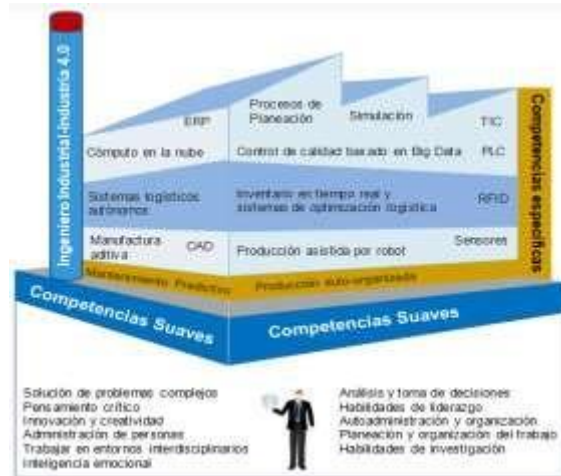 Ingeniero Industrial-Industria 4.0
ERP
Procesos de
Planeación
Simulación
TIC
Cómputo en la nube
Control de calidad basado en Big Data
PLC
Sistemas logísticos
autónomos
Inventario en tiempo real y
sistemas de optimización logística
RFID
Manufactura
aditiva
CAD
Producción asistida por robot
Sensores
Mantenimiento Predictivo
Producción auto-organizada
Competencias específicas
Competencias Suaves
Competencias Suaves
Solución de problemas complejos
Pensamiento crítico
Innovación y creatividad
Administración de personas
Trabajar en entornos interdisciplinarios
Inteligencia emocional
Análisis y toma de decisiones
Habilidades de liderazgo
Autoadministración y organización
Planeación y organización del trabajo
Habilidades de investigación